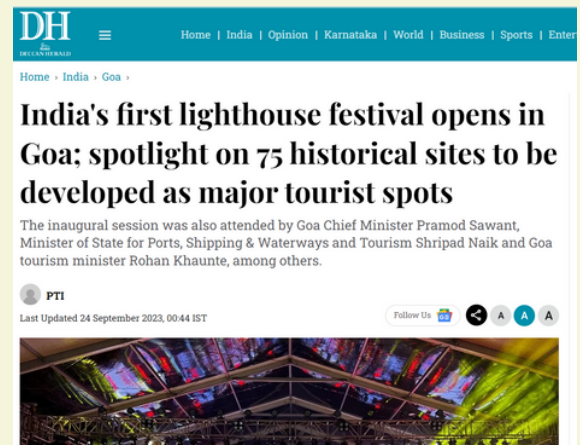 DH
DECCAN HERALD
Home | India | Opinion | Karnataka | World | Business | Sports | Enter
Home › India › Goa ›
India's first lighthouse festival opens in
Goa; spotlight on 75 historical sites to be
developed as major tourist spots
The inaugural session was also attended by Goa Chief Minister Pramod Sawant,
Minister of State for Ports, Shipping & Waterways and Tourism Shripad Naik and Goa
tourism minister Rohan Khaunte, among others.
PTI
Last Updated 24 September 2023, 00:44 IST
Follow Us
A A A